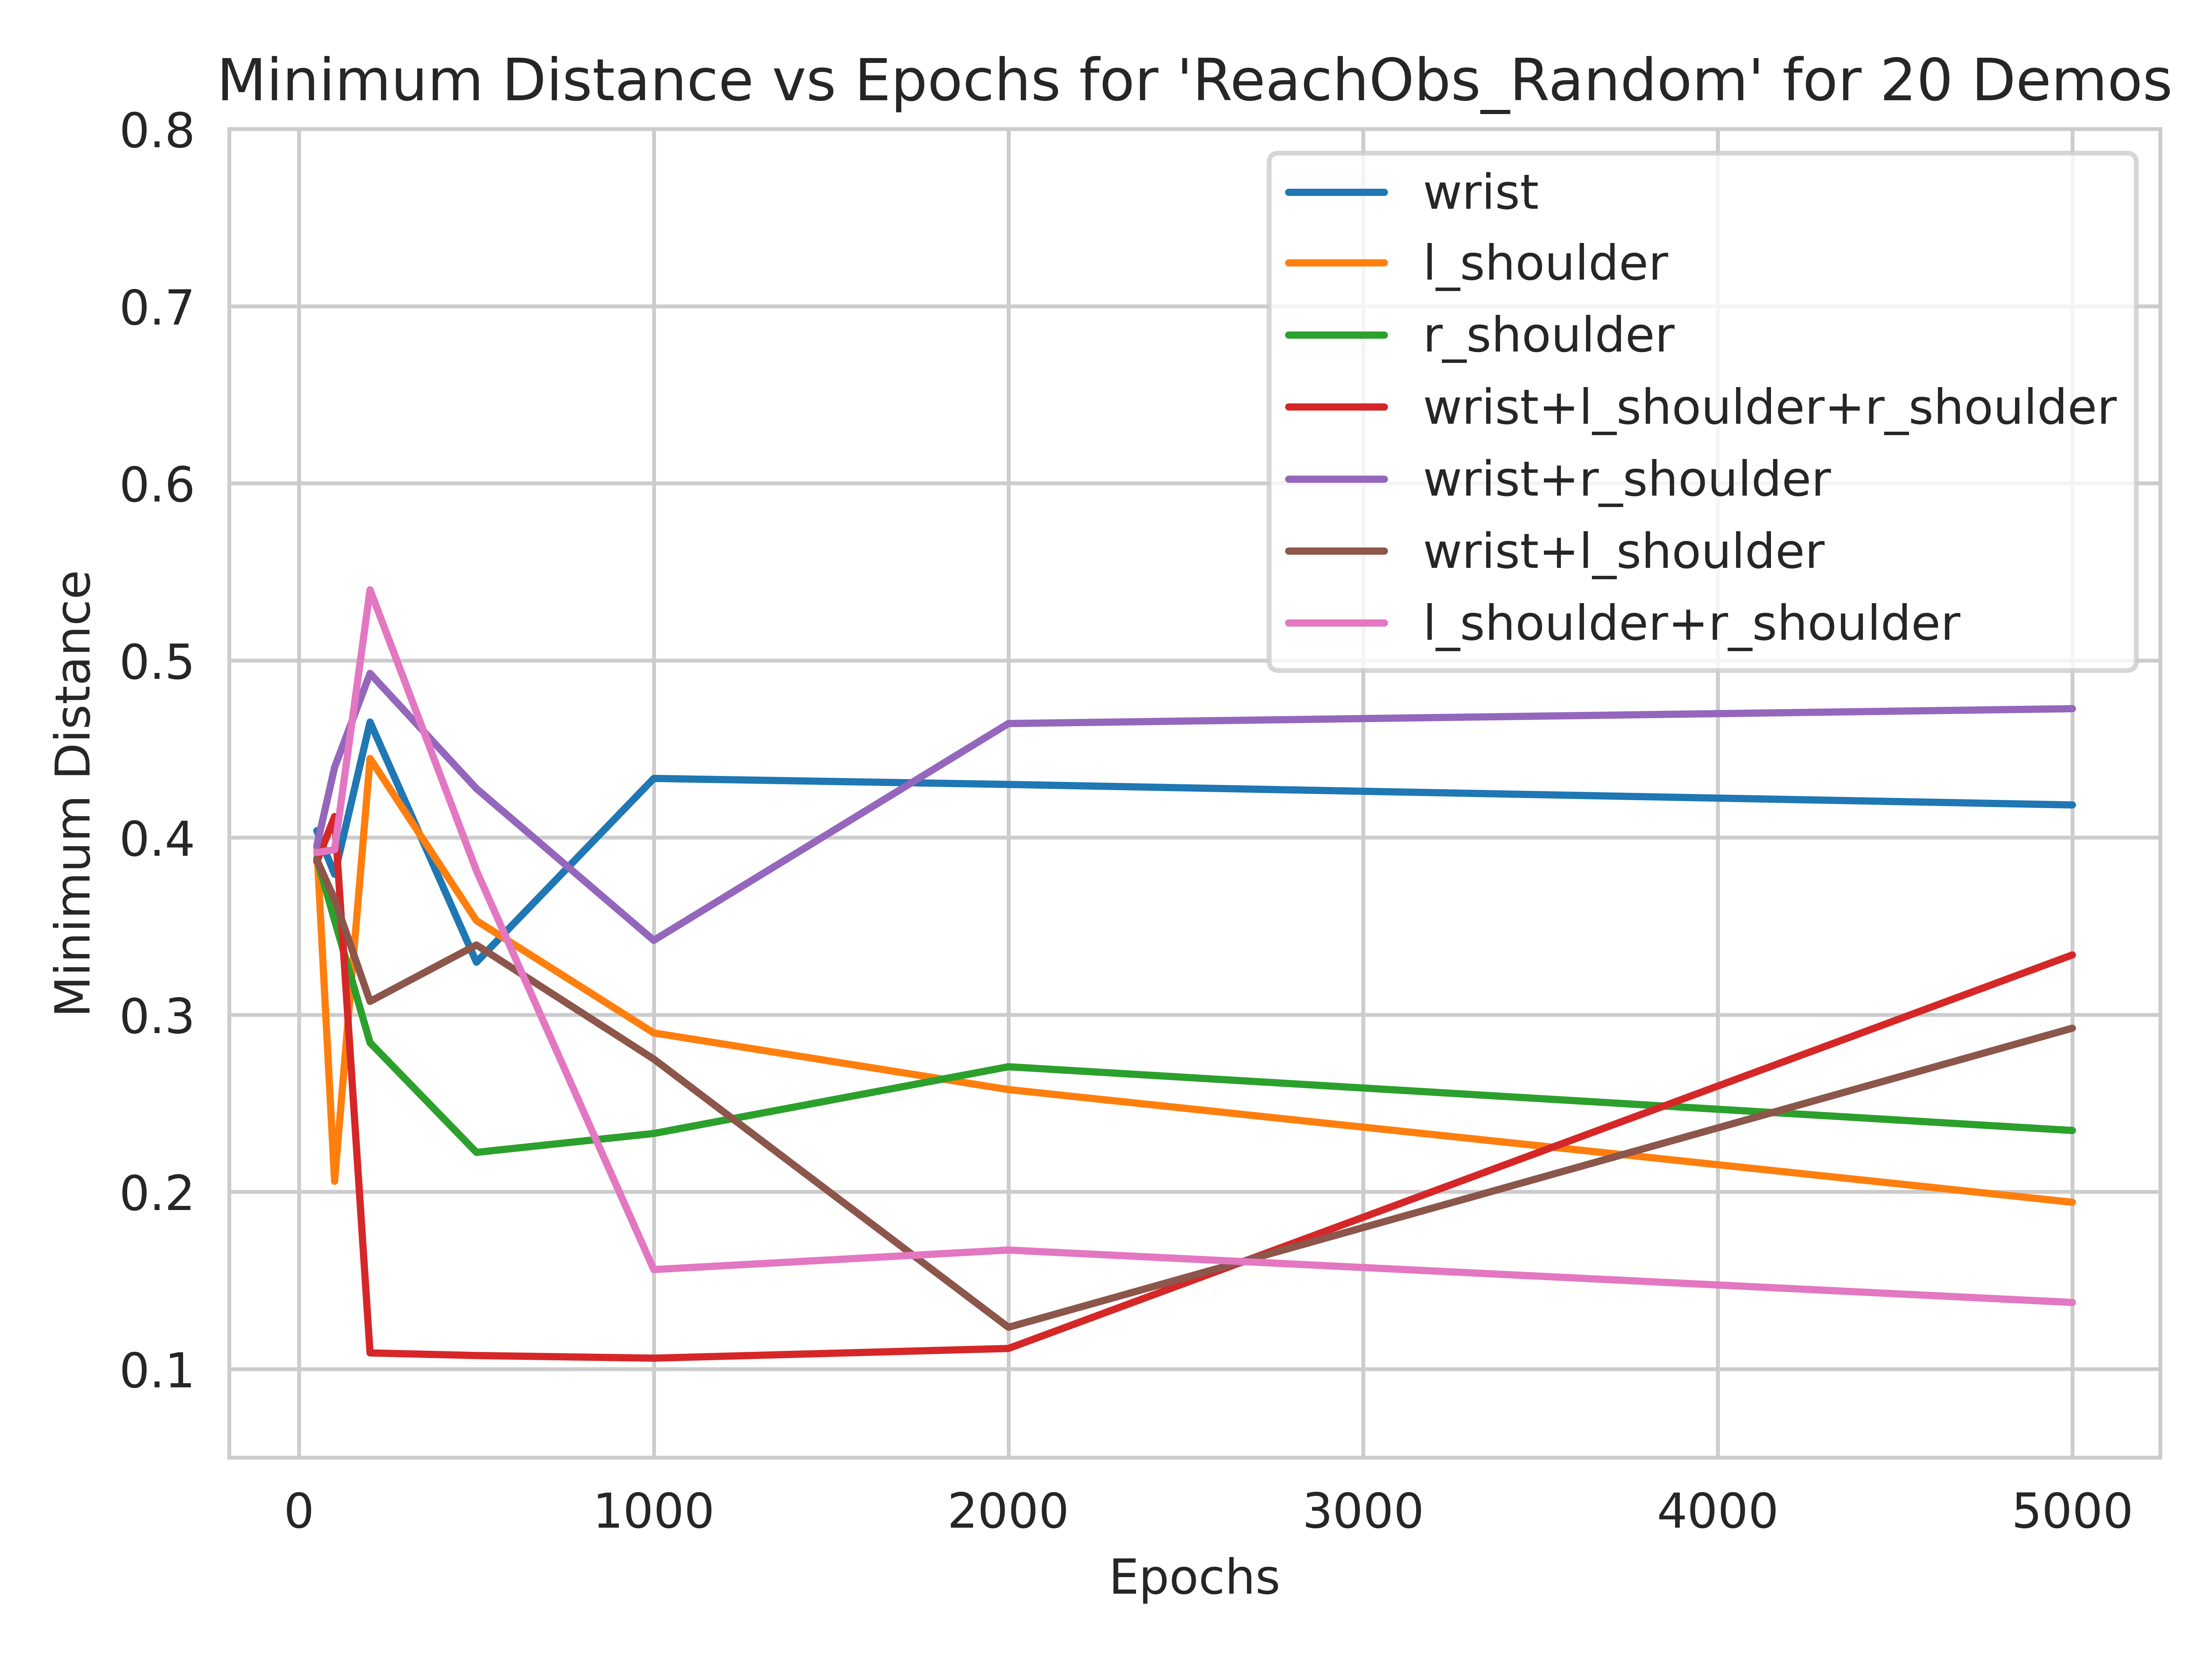 Minimum Distance vs Epochs for 'ReachObs_Random' for 20 Demos
0.8
0.7
0.6
0.5
0.4
0.3
0.2
0.1
Minimum Distance
wrist
l_shoulder
r_shoulder
wrist+l_shoulder+r_shoulder
wrist+r_shoulder
wrist+l_shoulder
l_shoulder+r_shoulder
0 1000 2000 3000 4000 5000
Epochs